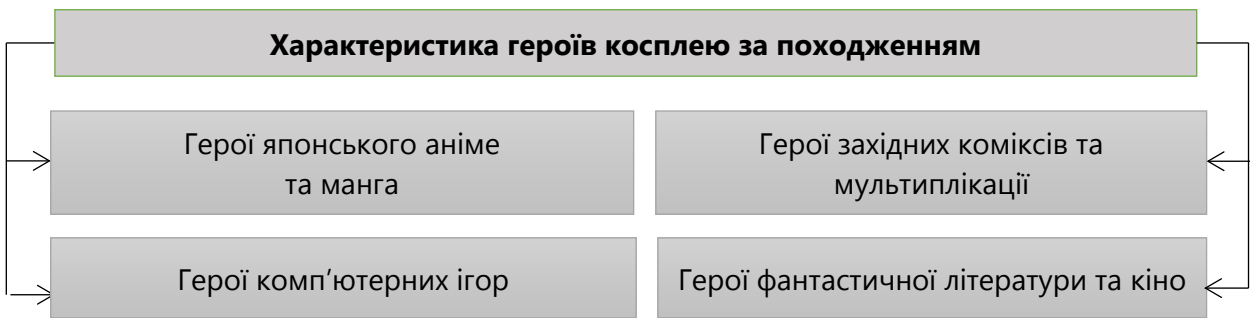 Характеристика героїв косплею за походженням
Герої японського аніме
та манга
Герої західних коміксів та
мультиплікації
Герої комп’ютерних ігор
Герої фантастичної літератури та кіно